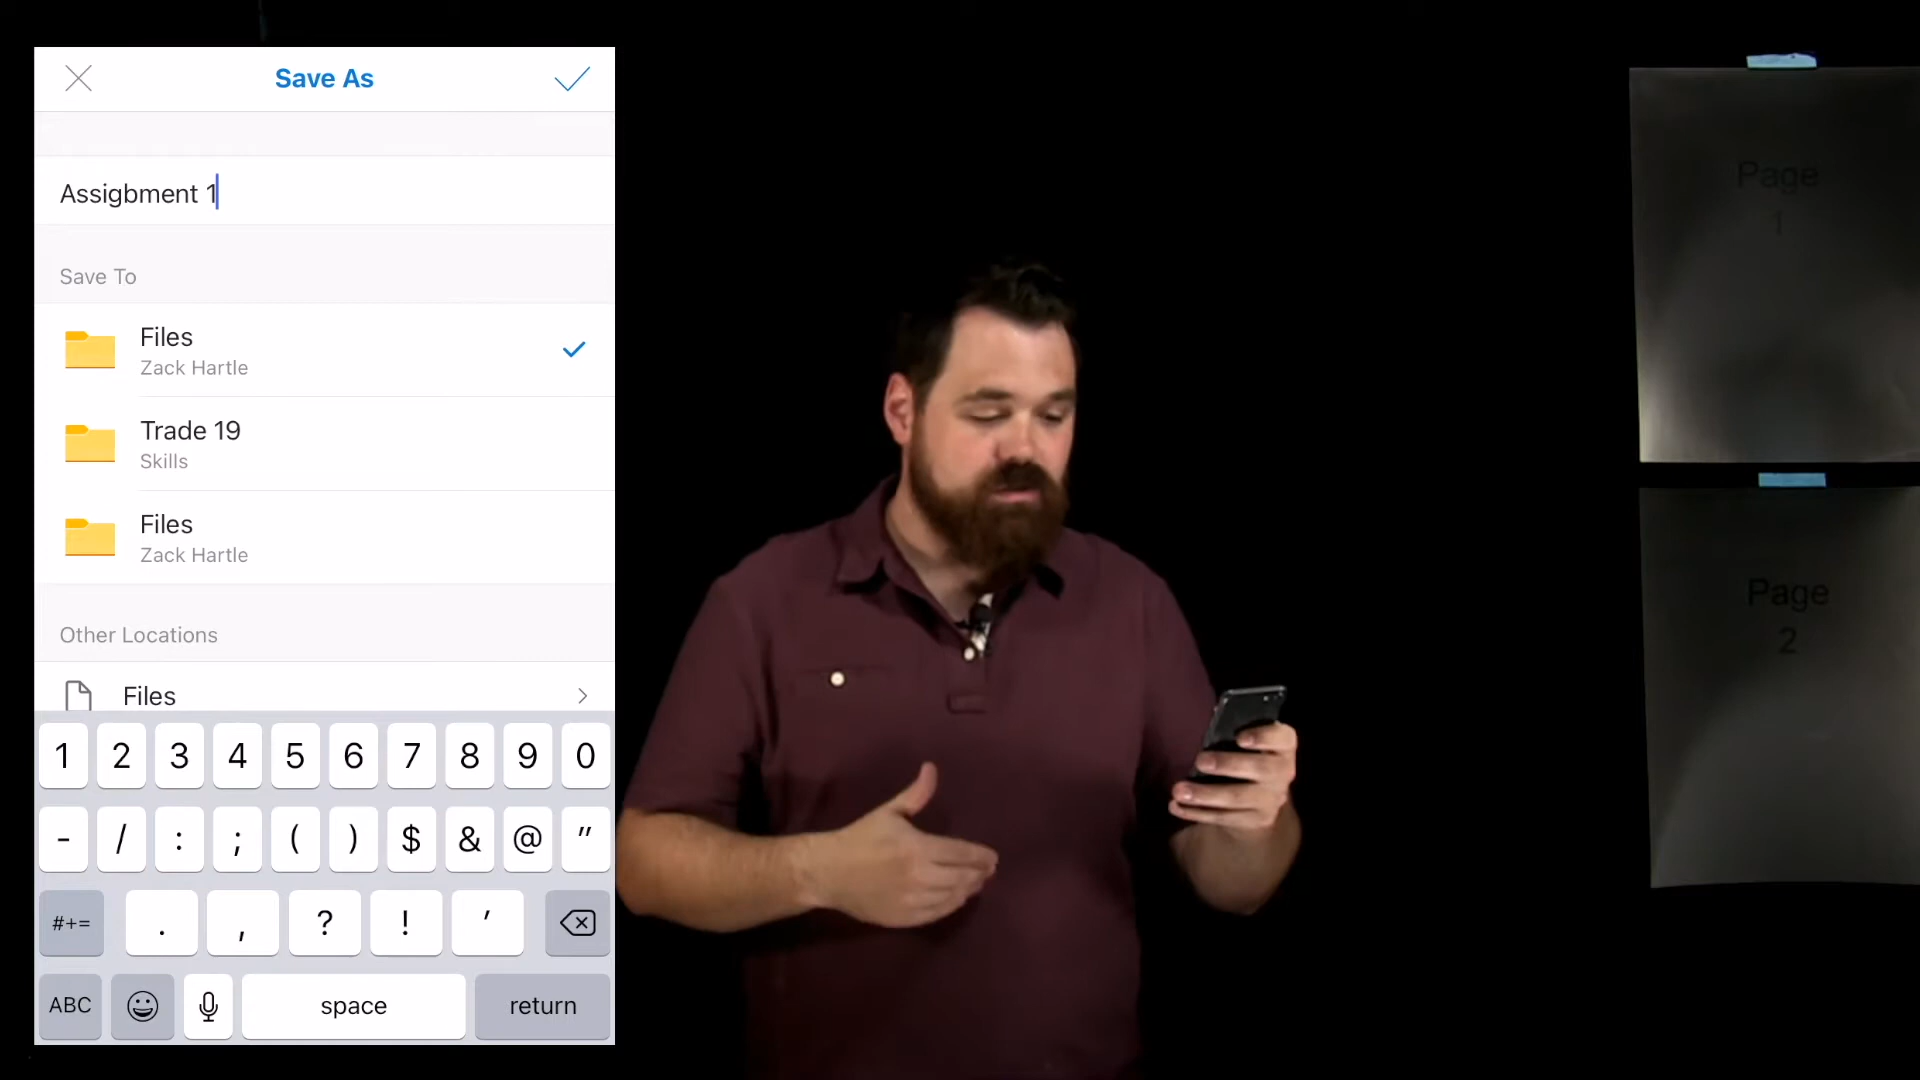 Save As
Assigbment 1
Save To
Files
Zack Hartle
Trade 19
Skills
Files
Zack Hartle
Other Locations
Files
1 2 3 4 5 6 7 8 9 0
- / : ; ( ) $ & @ "
#+= . , ? ! '
ABC space return
Page
1
Page
2